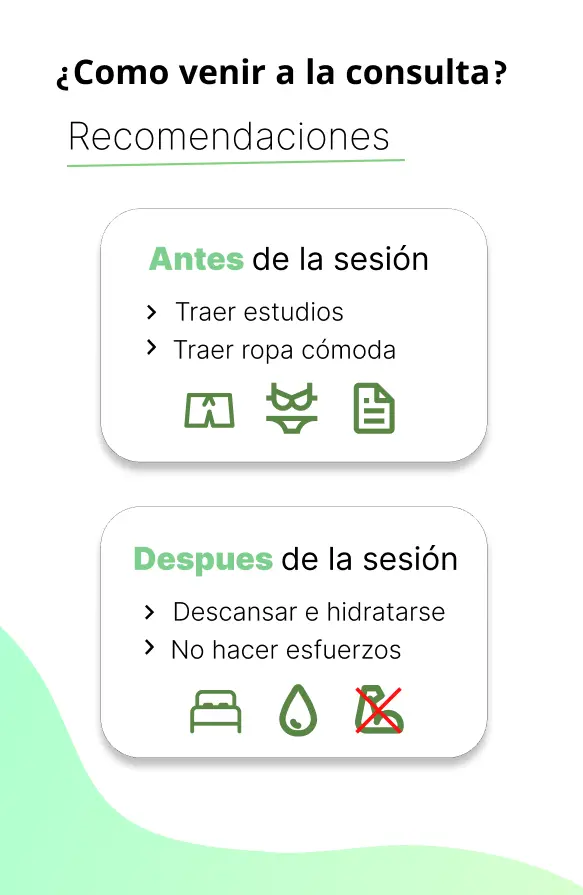 ¿Como venir a la consulta?
Recomendaciones
Antes de la sesión
Traer estudios
Traer ropa cómoda
Despues de la sesión
Descansar e hidratarse
No hacer esfuerzos